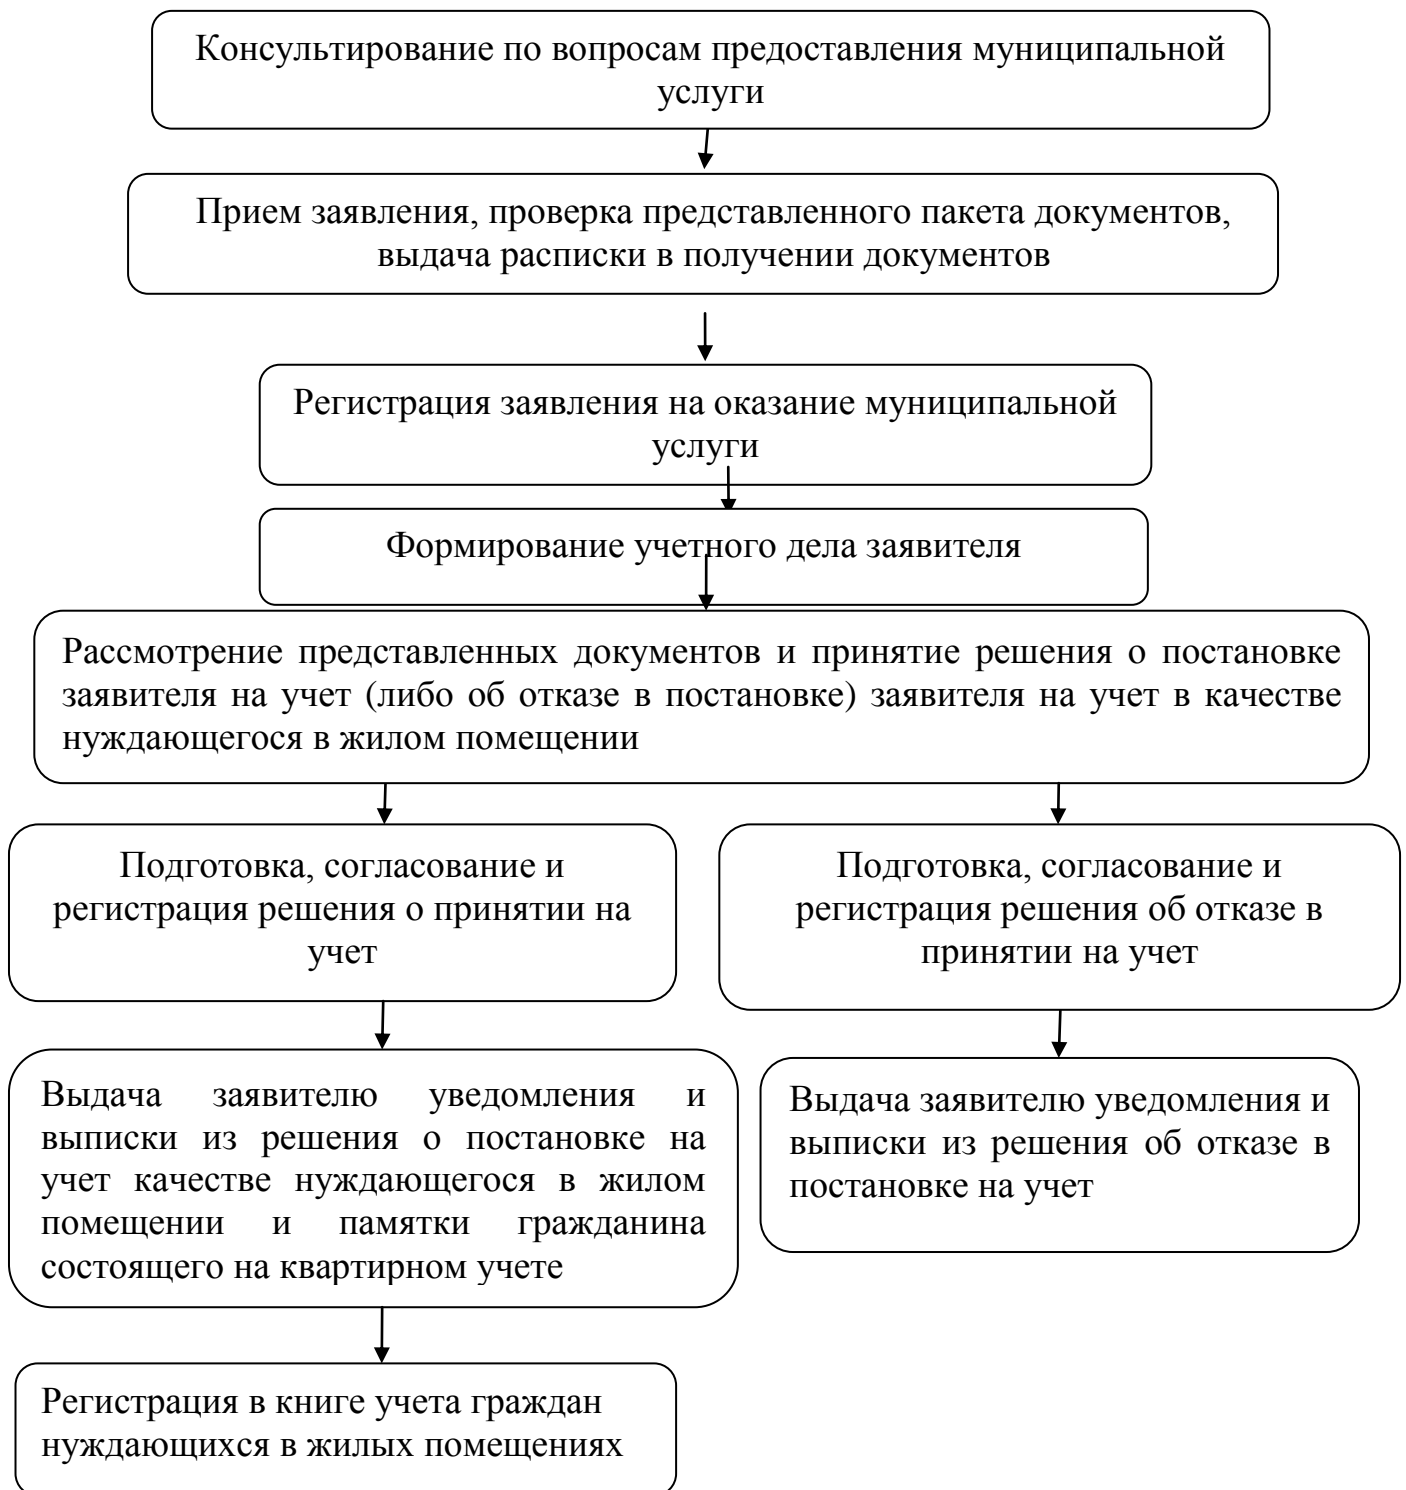 Консультирование по вопросам предоставления муниципальной
услуги
Прием заявления, проверка представленного пакета документов,
выдача расписки в получении документов
Регистрация заявления на оказание муниципальной
услуги
Формирование учетного дела заявителя
Рассмотрение представленных документов и принятие решения о постановке
заявителя на учет (либо об отказе в постановке) заявителя на учет в качестве
нуждающегося в жилом помещении
Подготовка, согласование и
регистрация решения о принятии на
учет
Подготовка, согласование и
регистрация решения об отказе в
принятии на учет
Выдача заявителю уведомления и
выписки из решения о постановке на
учет качестве нуждающегося в жилом
помещении и памятки гражданина
состоящего на квартирном учете
Выдача заявителю уведомления и
выписки из решения об отказе в
постановке на учет
Регистрация в книге учета граждан
нуждающихся в жилых помещениях